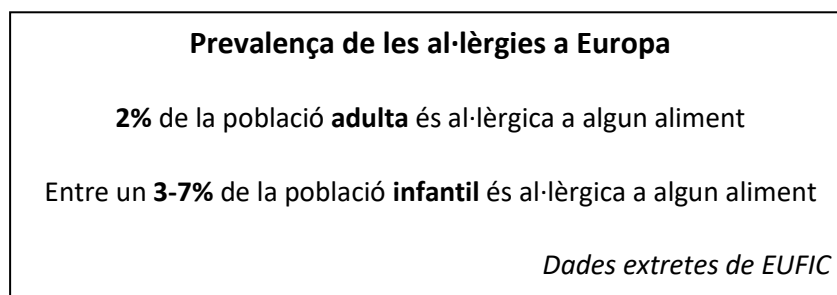 Prevalença de les al·lèrgies a Europa
2% de la població adulta és al·lèrgica a algun aliment
Entre un 3-7% de la població infantil és al·lèrgica a algun aliment
Dades extretes de EUFIC